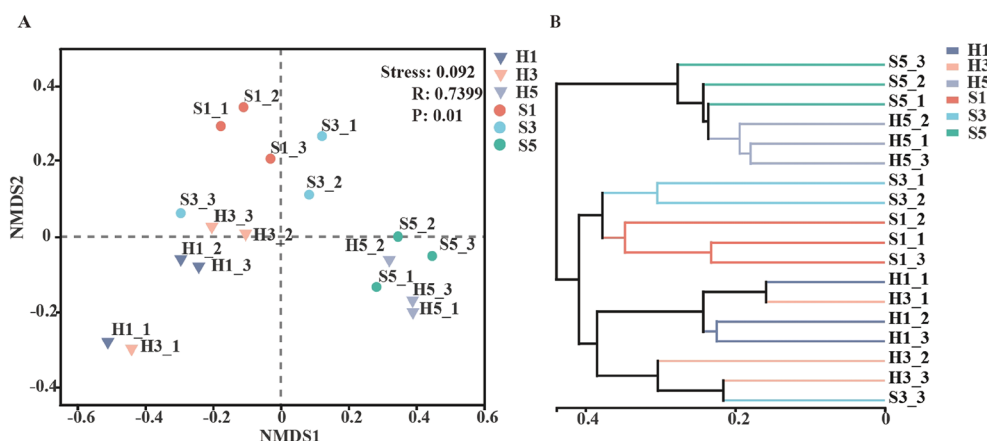 A
B
Stress: 0.092
R: 0.7399
P: 0.01
H1
H3
H5
S1
S3
S5
S1_2
S1_1
S3_1
S1_3
S3_2
S3_3
H3_3
H3_2
H1_2
H1_3
S5_2
H5_2
S5_3
S5_1
H5_3
H5_1
H1_1
H3_1
NMDS2
0.4
0.2
0
-0.2
-0.4
-0.6
-0.4
-0.2
0
0.2
0.4
0.6
NMDS1
S5_3
S5_2
S5_1
H5_2
H5_1
H5_3
S3_1
S3_2
S1_2
S1_1
S1_3
H1_1
H3_1
H1_2
H1_3
H3_2
H3_3
S3_3
0.4
0.2
0
H1
H3
H5
S1
S3
S5